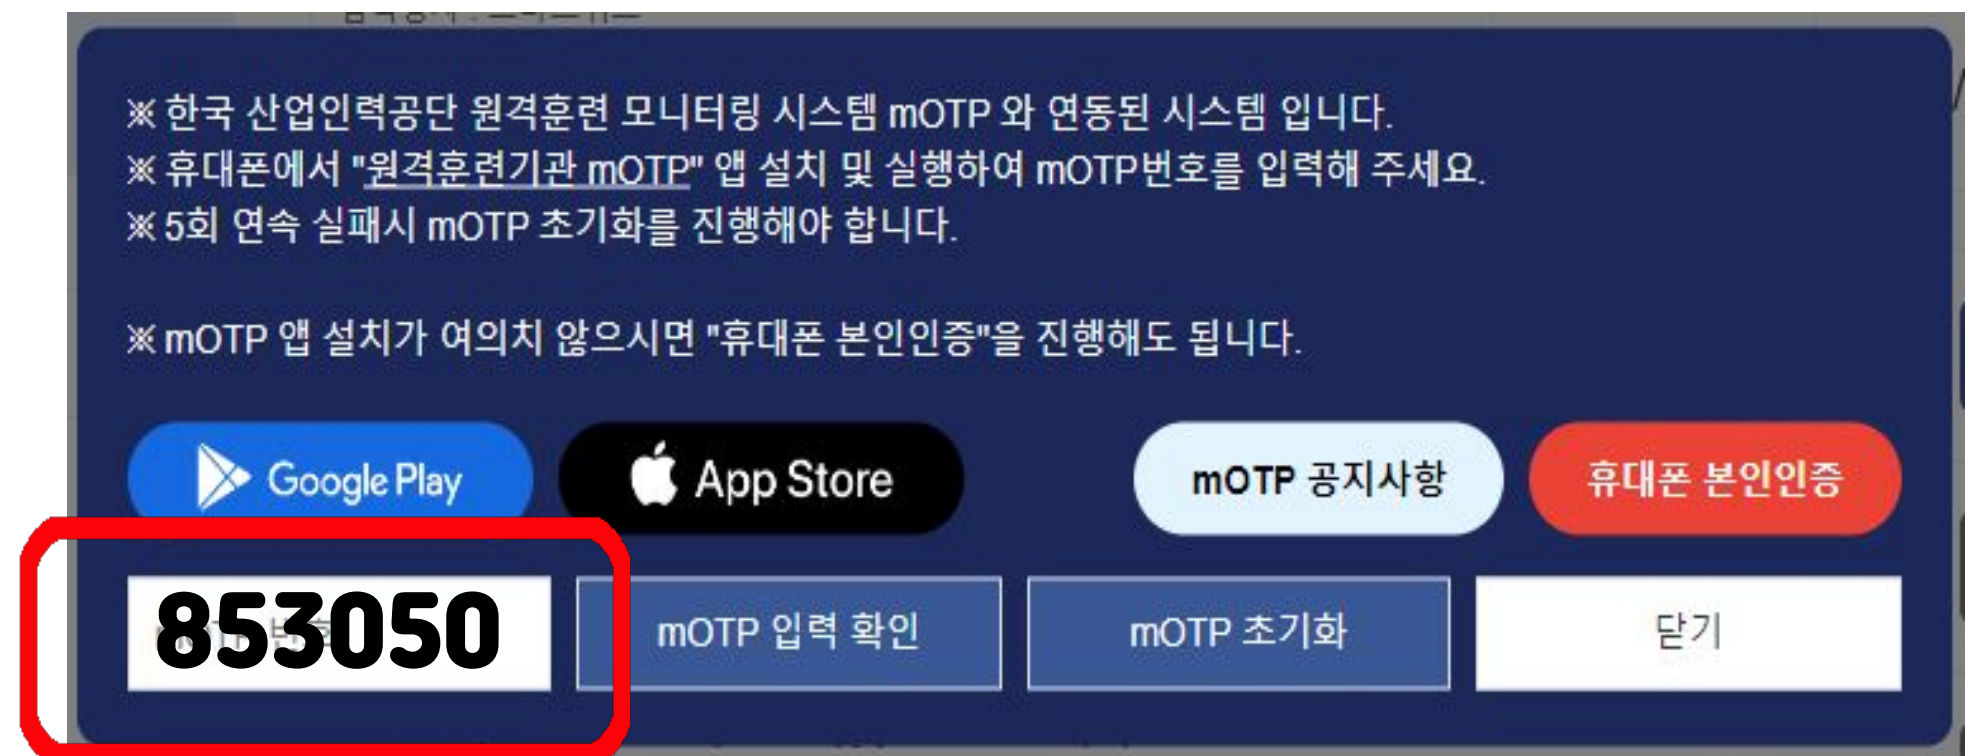 ※ 한국 산업인력공단 원격훈련 모니터링 시스템 mOTP 와 연동된 시스템 입니다.
※ 휴대폰에서 "원격훈련기관 mOTP" 앱 설치 및 실행하여 mOTP번호를 입력해 주세요.
※ 5회 연속 실패시 mOTP 초기화를 진행해야 합니다.
※ mOTP 앱 설치가 여의치 않으시면 "휴대폰 본인인증"을 진행해도 됩니다.
Google Play App Store mOTP 공지사항 휴대폰 본인인증
853050 mOTP 입력 확인 mOTP 초기화 닫기